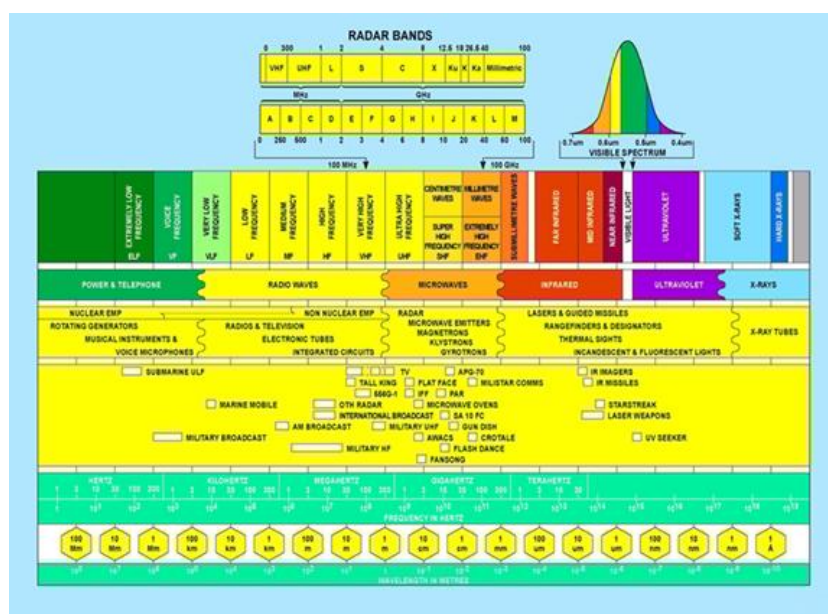 RADAR BANDS
0 300 1 2 4 8 12.5 18 26.5 40 100
VHF UHF L S C X Ku K Ka Millimetric
MHz GHz
A B C D E F G H I J K L M
0 250 500 1 2 3 4 6 8 10 20 40 60 100
100 MHz 100 GHz
0.7um 0.6um 0.5um 0.4um
VISIBLE SPECTRUM
EXTREMELY LOW FREQUENCY ELF
VOICE FREQUENCY VF
VERY LOW FREQUENCY VLF
LOW FREQUENCY LF
MEDIUM FREQUENCY MF
HIGH FREQUENCY HF
VERY HIGH FREQUENCY VHF
ULTRA HIGH FREQUENCY UHF
CENTIMETRE WAVES
SUPER HIGH FREQUENCY SHF
MILLIMETRE WAVES
EXTREMELY HIGH FREQUENCY EHF
SUBMILLIMETRE WAVES
FAR INFRARED
MID INFRARED
NEAR INFRARED
VISIBLE LIGHT
ULTRAVIOLET
SOFT X-RAYS
HARD X-RAYS
POWER & TELEPHONE RADIO WAVES MICROWAVES INFRARED ULTRAVIOLET X-RAYS
NUCLEAR EMP NON NUCLEAR EMP
ROTATING GENERATORS
MUSICAL INSTRUMENTS &
VOICE MICROPHONES
RADIOS & TELEVISION
ELECTRONIC TUBES
INTEGRATED CIRCUITS
RADAR
MICROWAVE EMITTERS
MAGNETRONS
KLYSTRONS
GYROTRONS
LASERS & GUIDED MISSILES
RANGEFINDERS & DESIGNATORS
THERMAL SIGHTS
INCANDESCENT & FLUORESCENT LIGHTS
X-RAY TUBES
SUBMARINE ULF TV APG-70 IR IMAGERS
TALL KING FLAT FACE MILISTAR COMMS IR MISSILES
IFF PAR
MARINE MOBILE OTH RADAR MICROWAVE OVENS STARSTREAK
INTERNATIONAL BROADCAST SA 10 FC LASER WEAPONS
AM BROADCAST MILITARY UHF GUN DISH
MILITARY BROADCAST AWACS CROTALE UV SEEKER
MILITARY HF FLASH DANCE
FANSONG
HERTZ KILOHERTZ MEGAHERTZ GIGAHERTZ TERAHERTZ
FREQUENCY IN HERTZ
100 Mm 10 Mm 1 Mm 100 km 10 km 1 km 100 m 10 m 1 m 10 cm 1 cm 1 mm 100 um 10 um 1 um 100 nm 10 nm 1 nm 1 Å
WAVELENGTH IN METRES